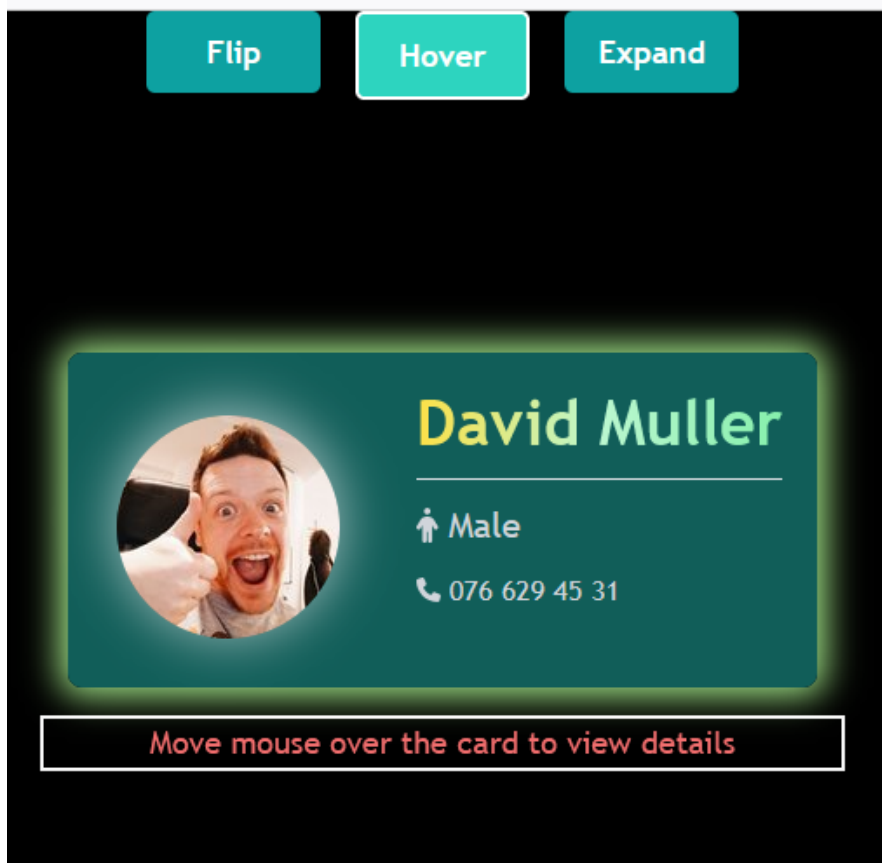 Flip Hover Expand
David Muller
Male
076 629 45 31
Move mouse over the card to view details